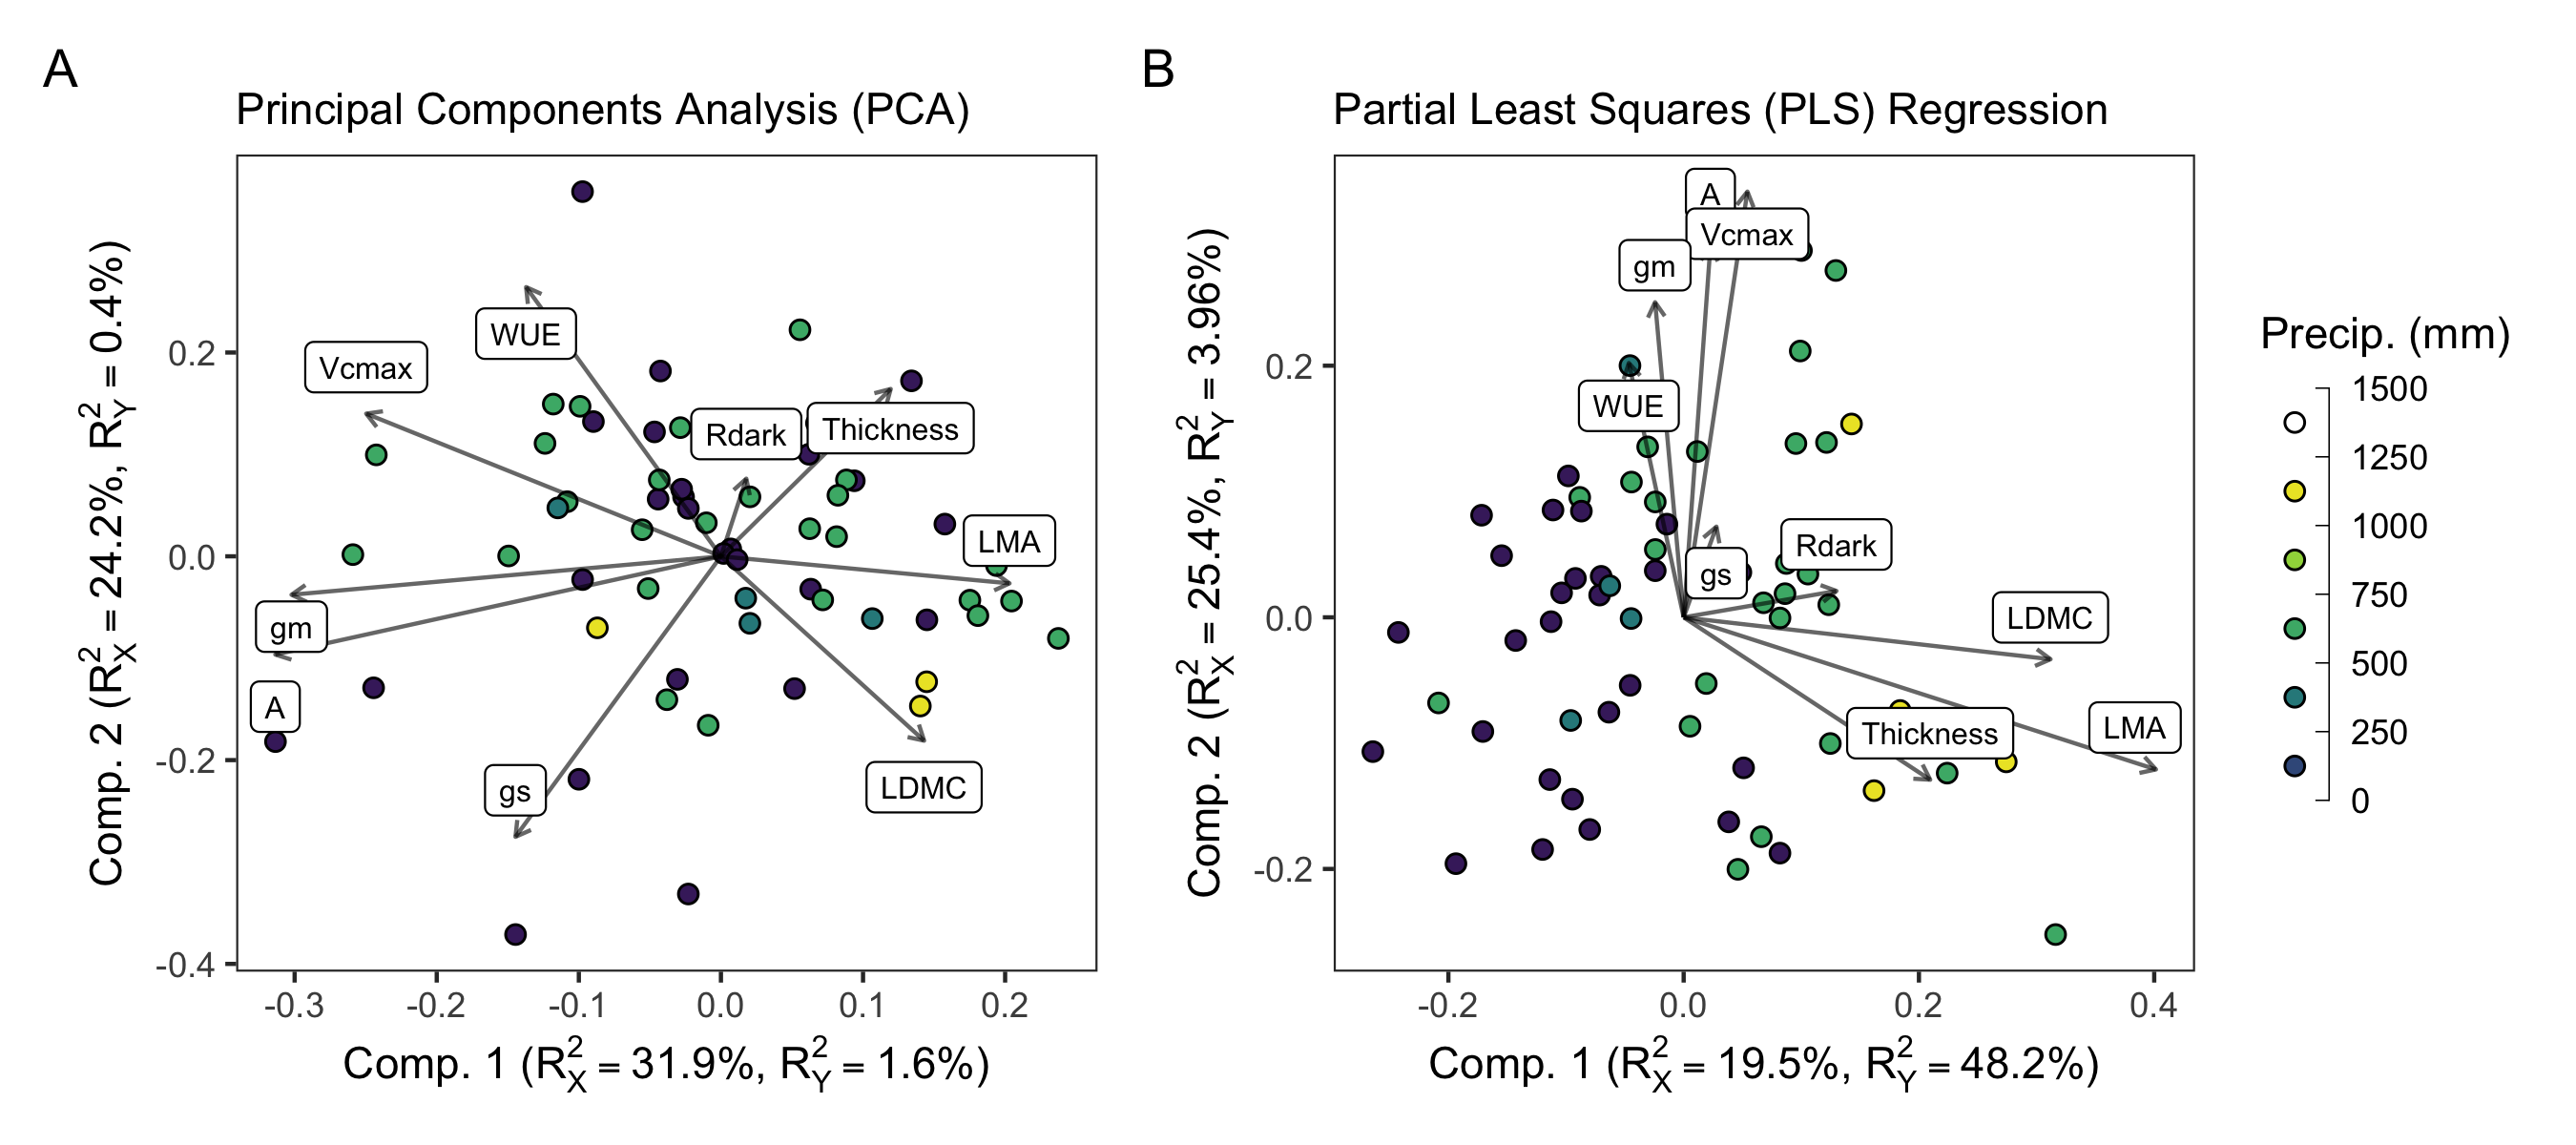 A
Principal Components Analysis (PCA)
Comp. 2 (R²X = 24.2%, R²Y = 0.4%)
0.2
0.0
-0.2
-0.4
WUE
Vcmax
Rdark
Thickness
LMA
gm
A
gs
LDMC
-0.3
-0.2
-0.1
0.0
0.1
0.2
Comp. 1 (R²X = 31.9%, R²Y = 1.6%)
B
Partial Least Squares (PLS) Regression
Comp. 2 (R²X = 25.4%, R²Y = 3.96%)
0.2
0.0
-0.2
A
Vcmax
gm
WUE
Rdark
gs
LDMC
LMA
Thickness
-0.2
0.0
0.2
0.4
Comp. 1 (R²X = 19.5%, R²Y = 48.2%)
Precip. (mm)
1500
1250
1000
750
500
250
0